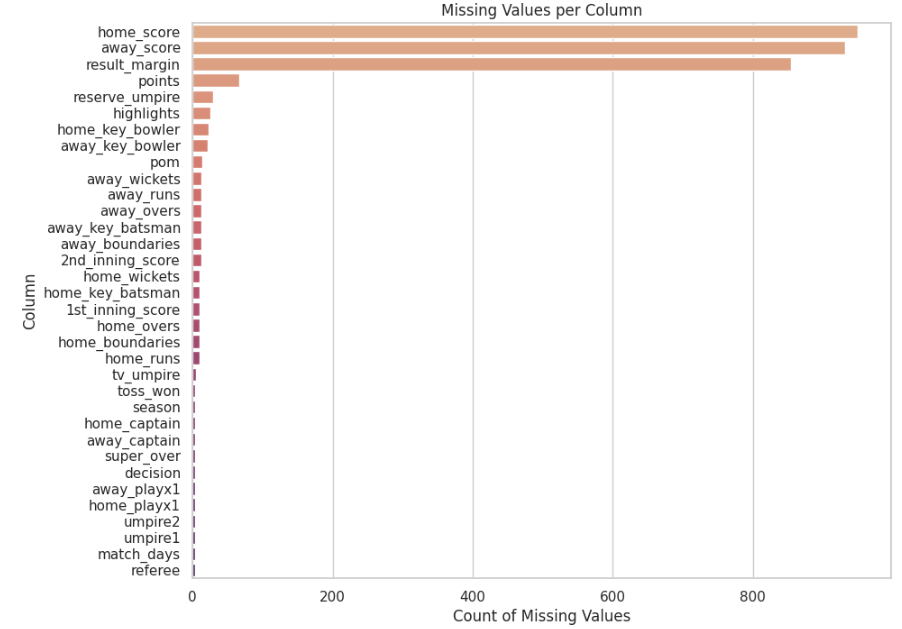 Missing Values per Column
home_score
away_score
result_margin
points
reserve_umpire
highlights
home_key_bowler
away_key_bowler
pom
away_wickets
away_runs
away_overs
away_key_batsman
away_boundaries
2nd_inning_score
home_wickets
home_key_batsman
1st_inning_score
home_overs
home_boundaries
home_runs
tv_umpire
toss_won
season
home_captain
away_captain
super_over
decision
away_playx1
home_playx1
umpire2
umpire1
match_days
referee
Column
0 200 400 600 800
Count of Missing Values